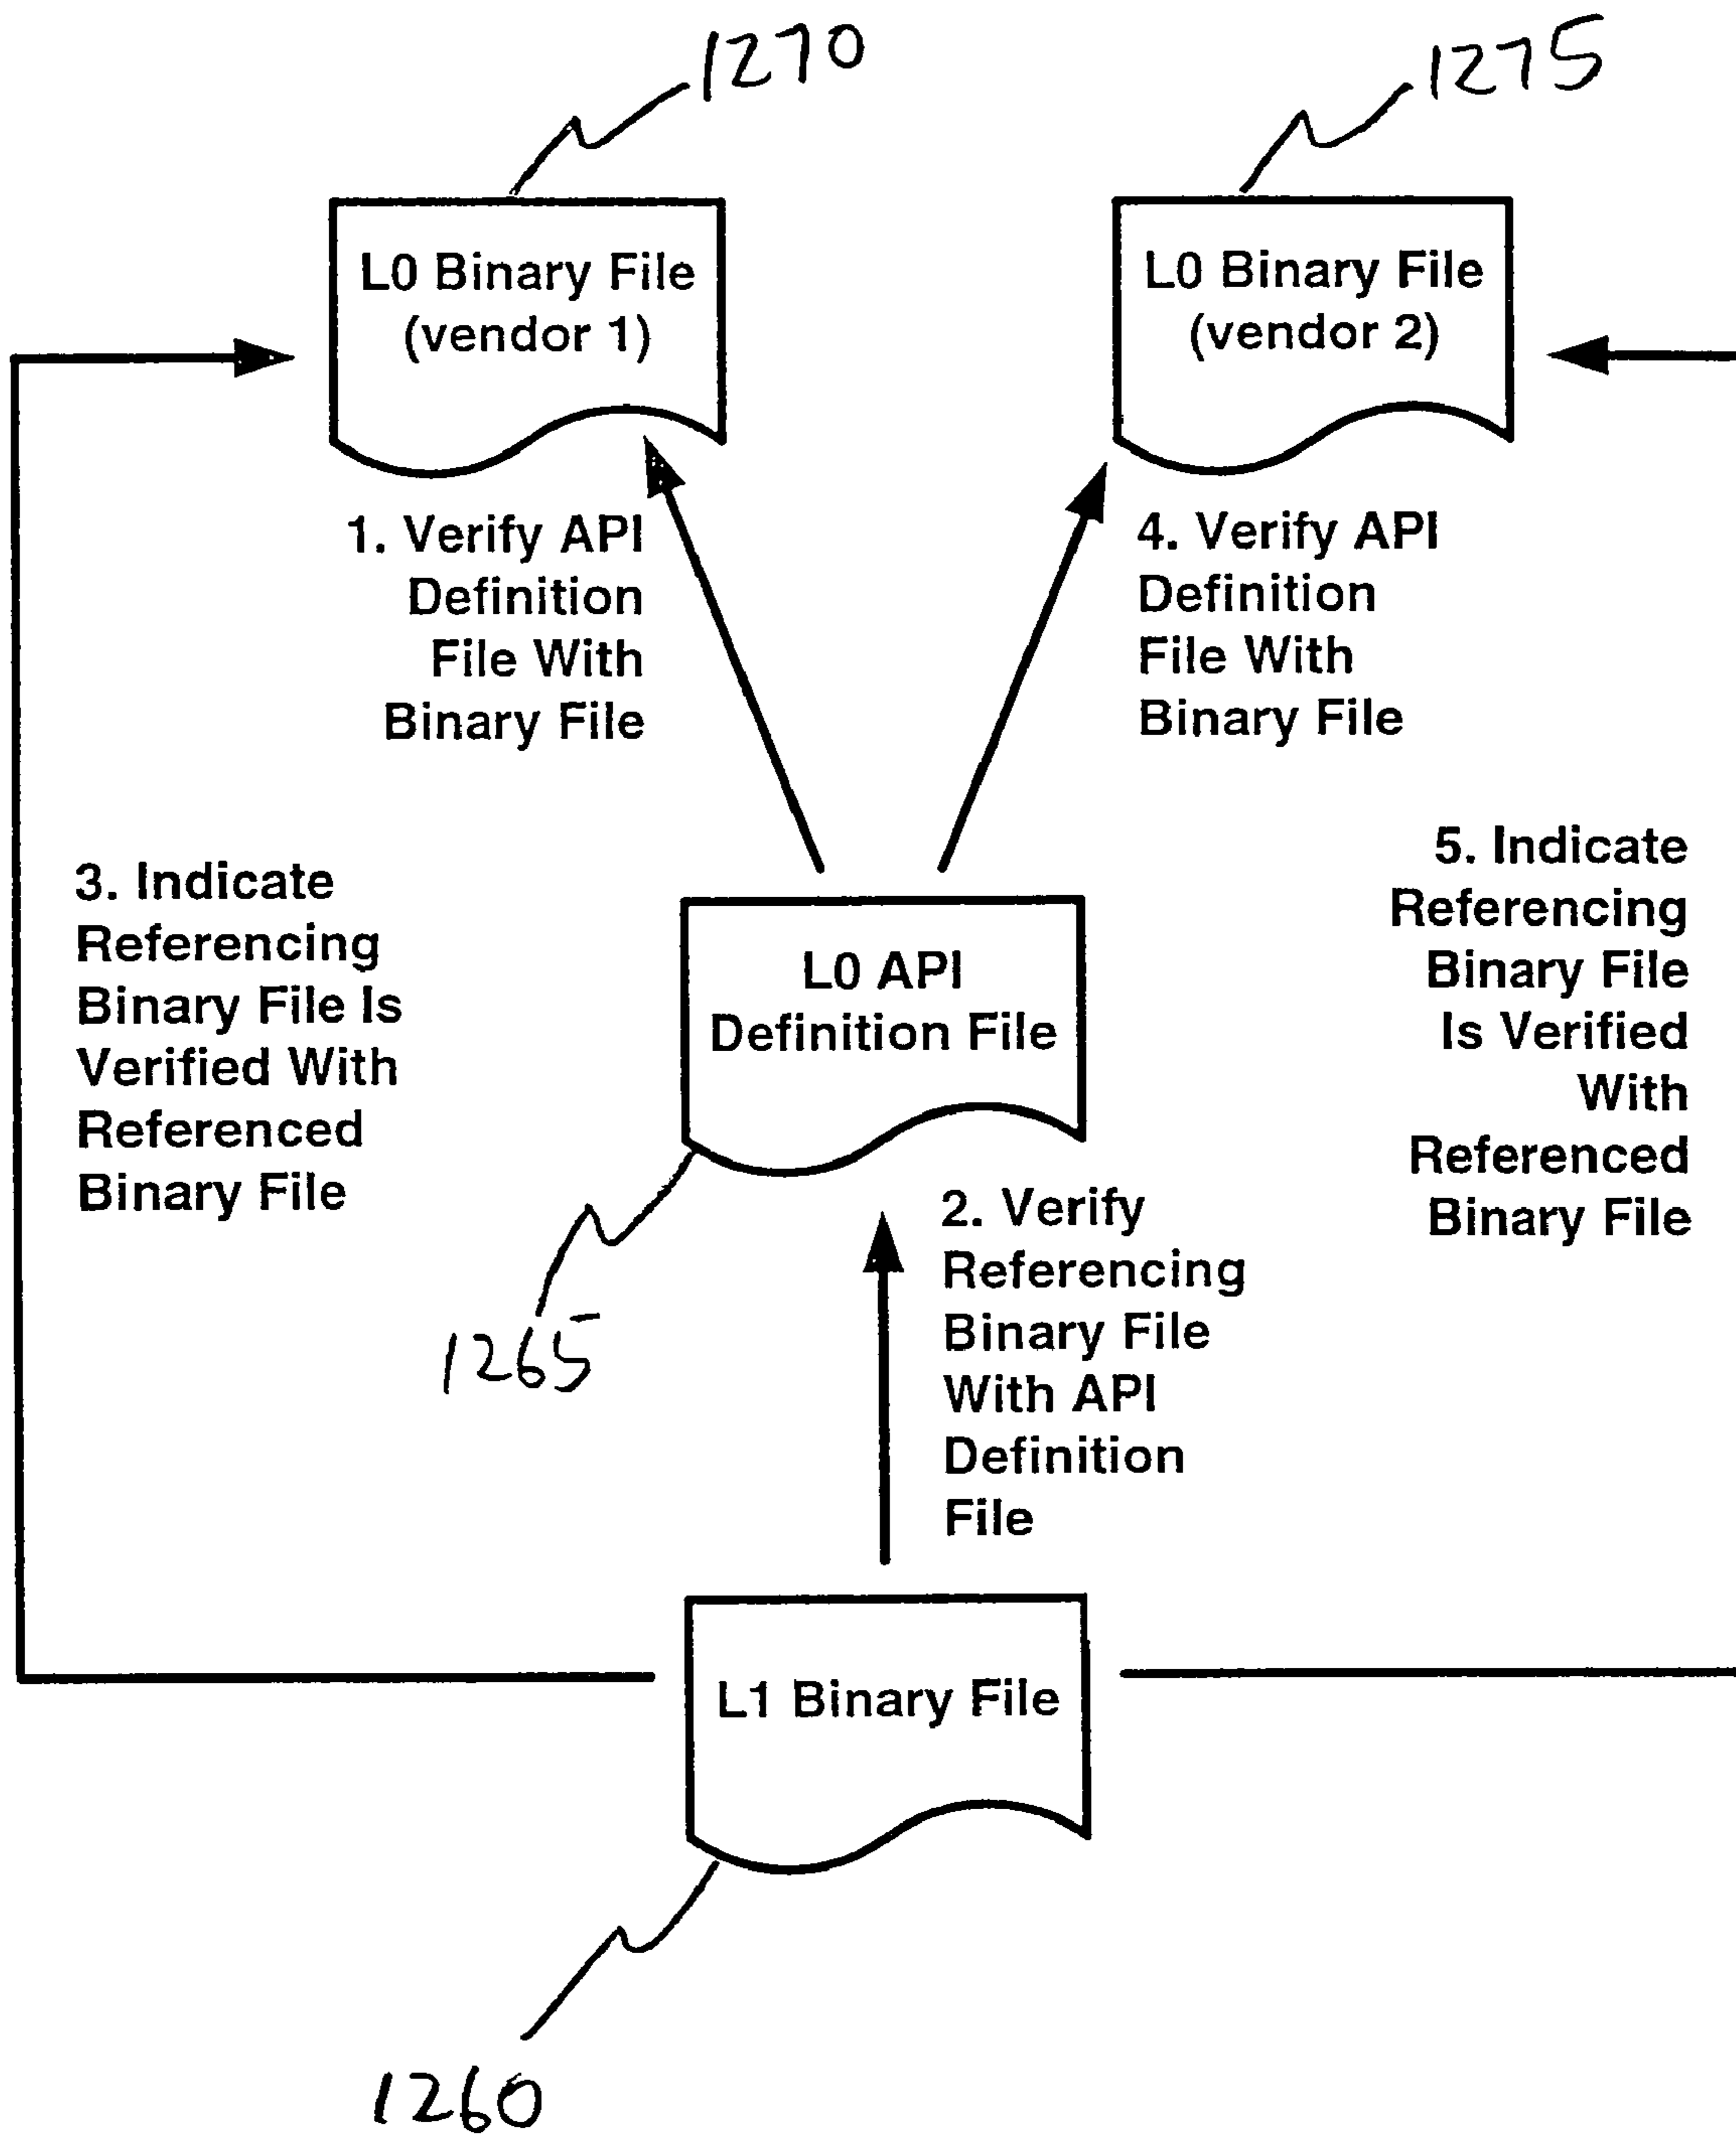 1270
1275
L0 Binary File
(vendor 1)
L0 Binary File
(vendor 2)
1. Verify API
Definition
File With
Binary File
4. Verify API
Definition
File With
Binary File
3. Indicate
Referencing
Binary File Is
Verified With
Referenced
Binary File
L0 API
Definition File
5. Indicate
Referencing
Binary File
Is Verified
With
Referenced
Binary File
1265
2. Verify
Referencing
Binary File
With API
Definition
File
L1 Binary File
1260